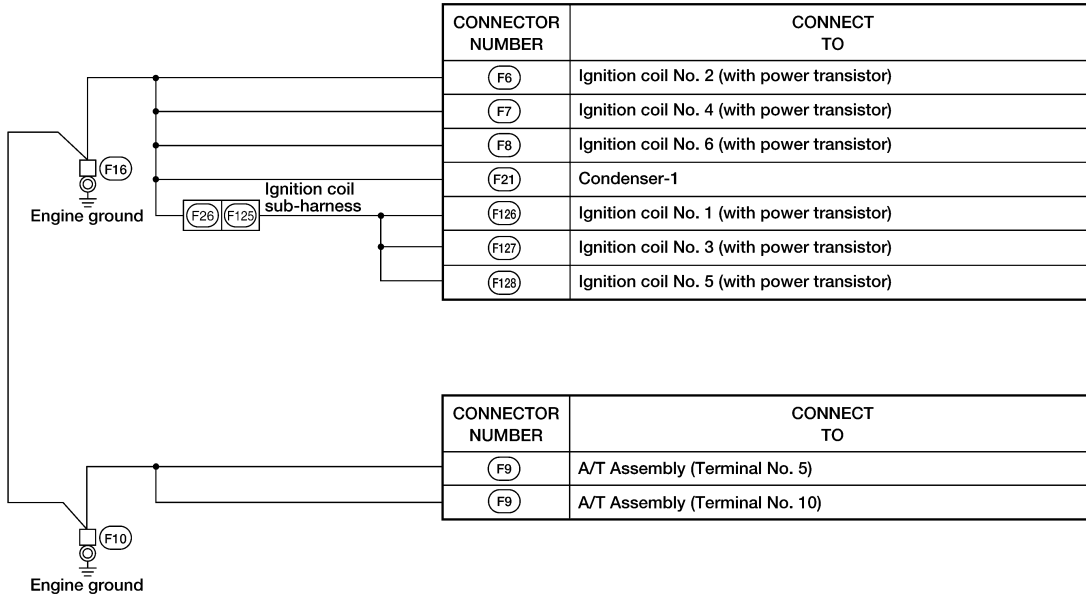 CONNECTOR NUMBER CONNECT TO
F6 Ignition coil No. 2 (with power transistor)
F7 Ignition coil No. 4 (with power transistor)
F8 Ignition coil No. 6 (with power transistor)
F21 Condenser-1
F126 Ignition coil No. 1 (with power transistor)
F127 Ignition coil No. 3 (with power transistor)
F128 Ignition coil No. 5 (with power transistor)
F16
Engine ground
F26 F125
Ignition coil
sub-harness
CONNECTOR NUMBER CONNECT TO
F9 A/T Assembly (Terminal No. 5)
F9 A/T Assembly (Terminal No. 10)
F10
Engine ground